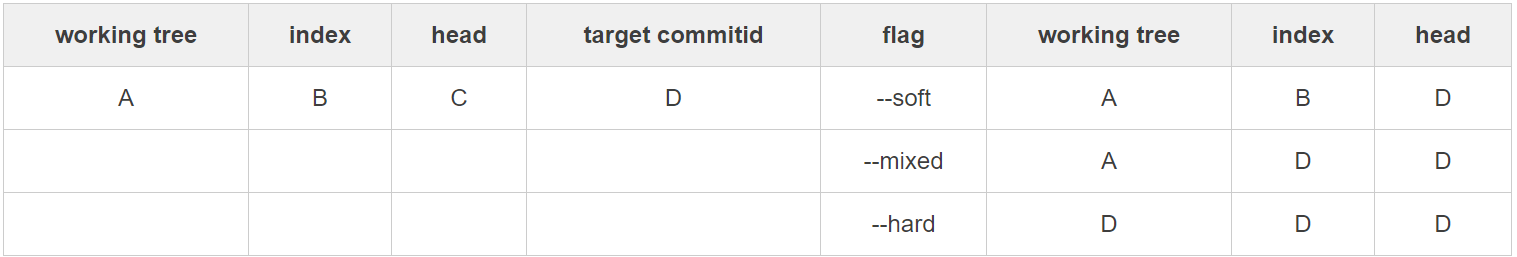 working tree index head target commitid flag working tree index head
A B C D --soft A B D
--mixed A D D
--hard D D D